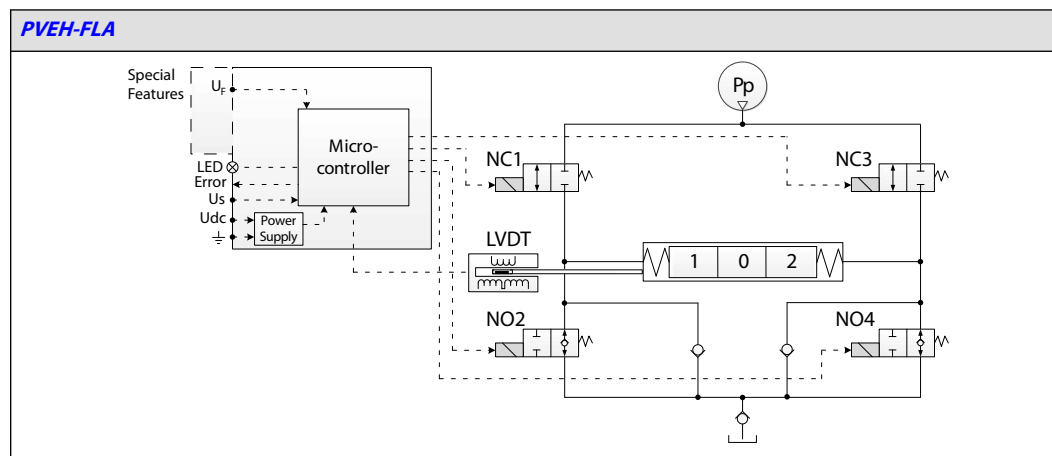 PVEH-FLA
Special
Features
U_F
Pp
Micro-
controller
NC1
NC3
LED
Error
Us
Udc
Power
Supply
LVDT
1 0 2
NO2
NO4